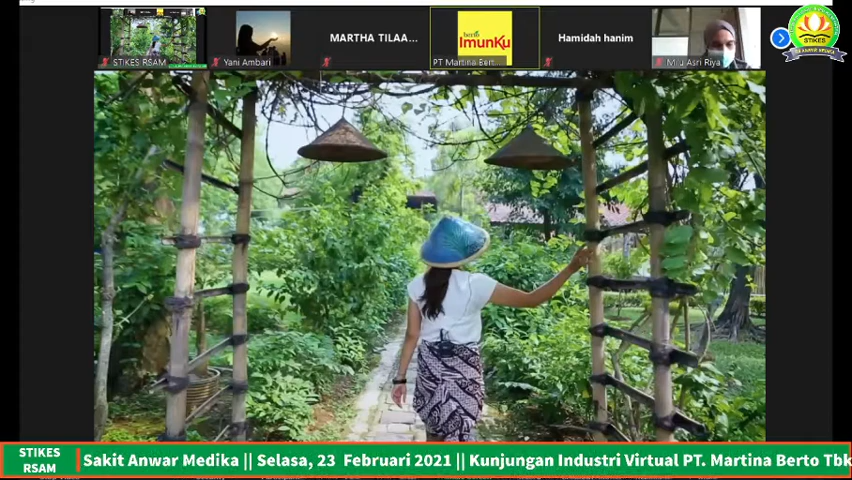 STIKES RSAM
Yani Ambari
MARTHA TILAA...
berto
ImunKu
PT Martina Bert...
Hamidah hanim
STIKES
STIKES
RSAM
Sakit Anwar Medika || Selasa, 23 Februari 2021 || Kunjungan Industri Virtual PT. Martina Berto Tbk